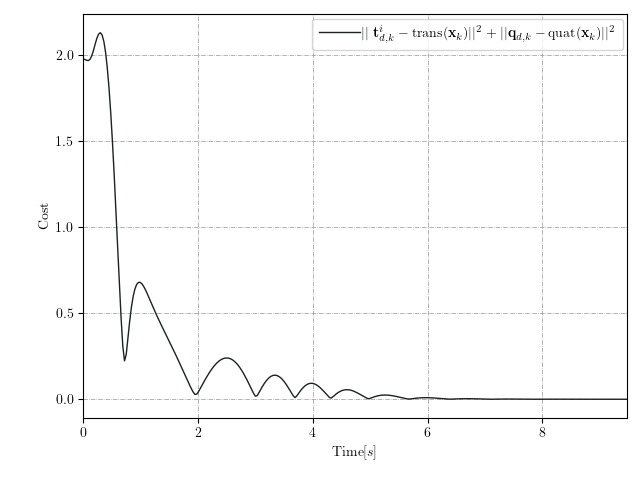 || t^i_{d,k} − trans(x_k)||² + ||q_{d,k} − quat(x_k)||²
2.0
1.5
1.0
0.5
0.0
Cost
0 2 4 6 8
Time[s]